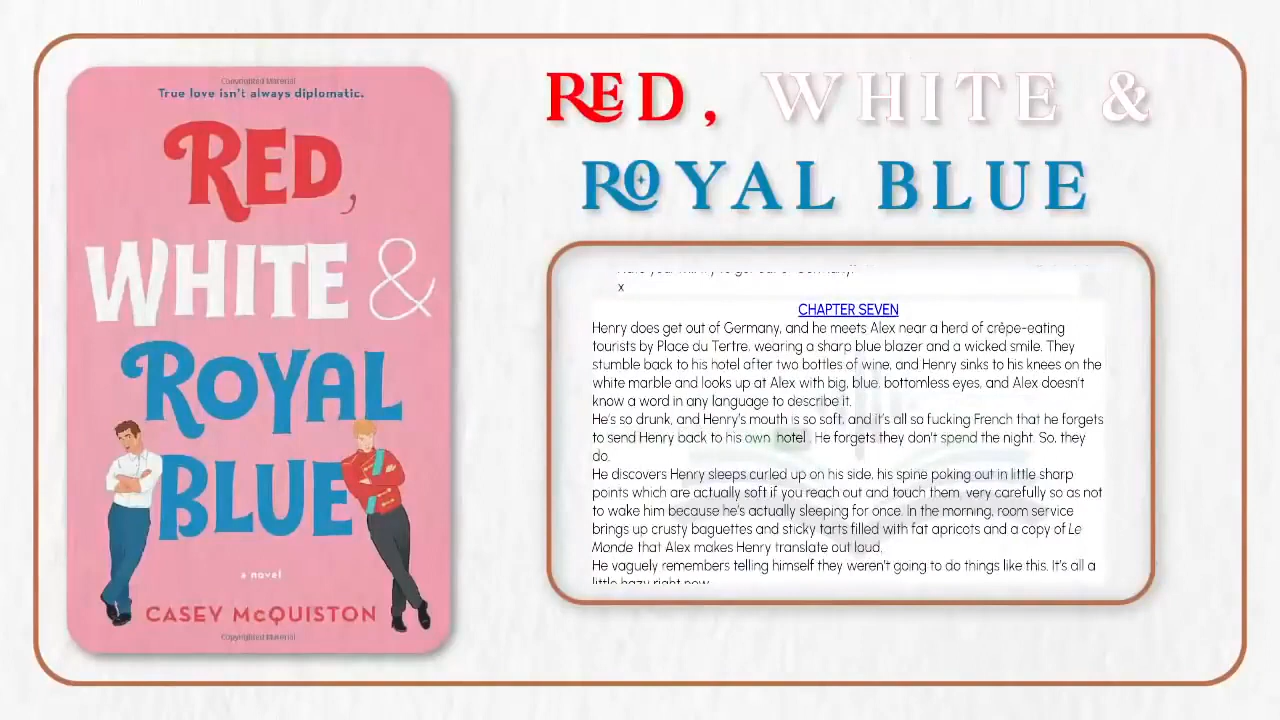 Copyrighted Material
True love isn't always diplomatic.
RED,
WHITE &
ROYAL
BLUE
a novel
CASEY McQUISTON
Copyrighted Material
RED, WHITE &
ROYAL BLUE
x
CHAPTER SEVEN
Henry does get out of Germany, and he meets Alex near a herd of crêpe-eating
tourists by Place du Tertre, wearing a sharp blue blazer and a wicked smile. They
stumble back to his hotel after two bottles of wine, and Henry sinks to his knees on the
white marble and looks up at Alex with big, blue, bottomless eyes, and Alex doesn't
know a word in any language to describe it.
He's so drunk, and Henry's mouth is so soft, and it's all so fucking French that he forgets
to send Henry back to his own hotel. He forgets they don't spend the night. So, they
do.
He discovers Henry sleeps curled up on his side, his spine poking out in little sharp
points which are actually soft if you reach out and touch them, very carefully so as not
to wake him because he's actually sleeping for once. In the morning, room service
brings up crusty baguettes and sticky tarts filled with fat apricots and a copy of Le
Monde that Alex makes Henry translate out loud.
He vaguely remembers telling himself they weren't going to do things like this. It's all a
little hazy right now